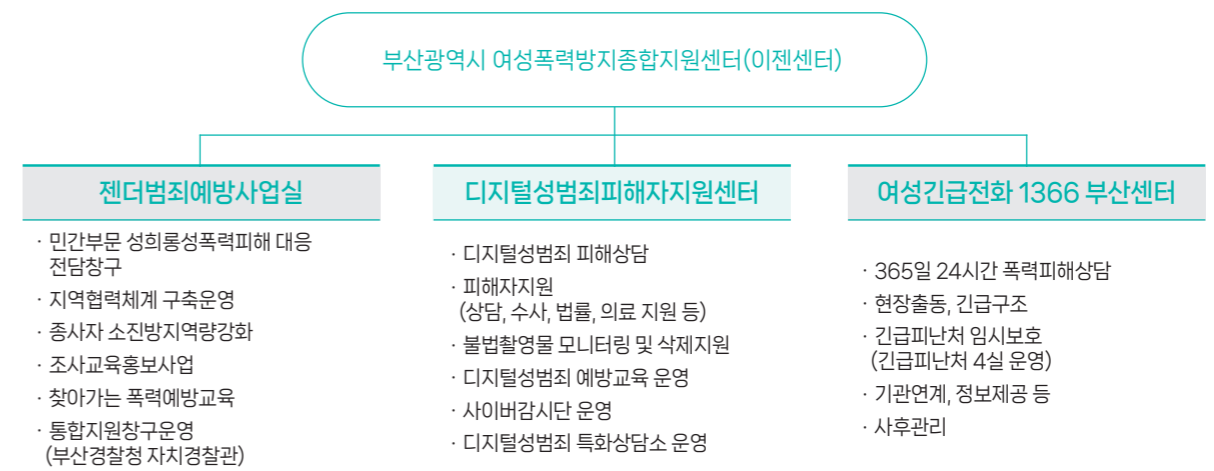 부산광역시 여성폭력방지종합지원센터(이젠센터)
젠더범죄예방사업실
· 민간부문 성희롱성폭력피해 대응
전담창구
· 지역협력체계 구축운영
· 종사자 소진방지역량강화
· 조사교육홍보사업
· 찾아가는 폭력예방교육
· 통합지원창구운영
(부산경찰청 자치경찰관)
디지털성범죄피해자지원센터
· 디지털성범죄 피해상담
· 피해자지원
(상담, 수사, 법률, 의료 지원 등)
· 불법촬영물 모니터링 및 삭제지원
· 디지털성범죄 예방교육 운영
· 사이버감시단 운영
· 디지털성범죄 특화상담소 운영
여성긴급전화 1366 부산센터
· 365일 24시간 폭력피해상담
· 현장출동, 긴급구조
· 긴급피난처 임시보호
(긴급피난처 4실 운영)
· 기관연계, 정보제공 등
· 사후관리